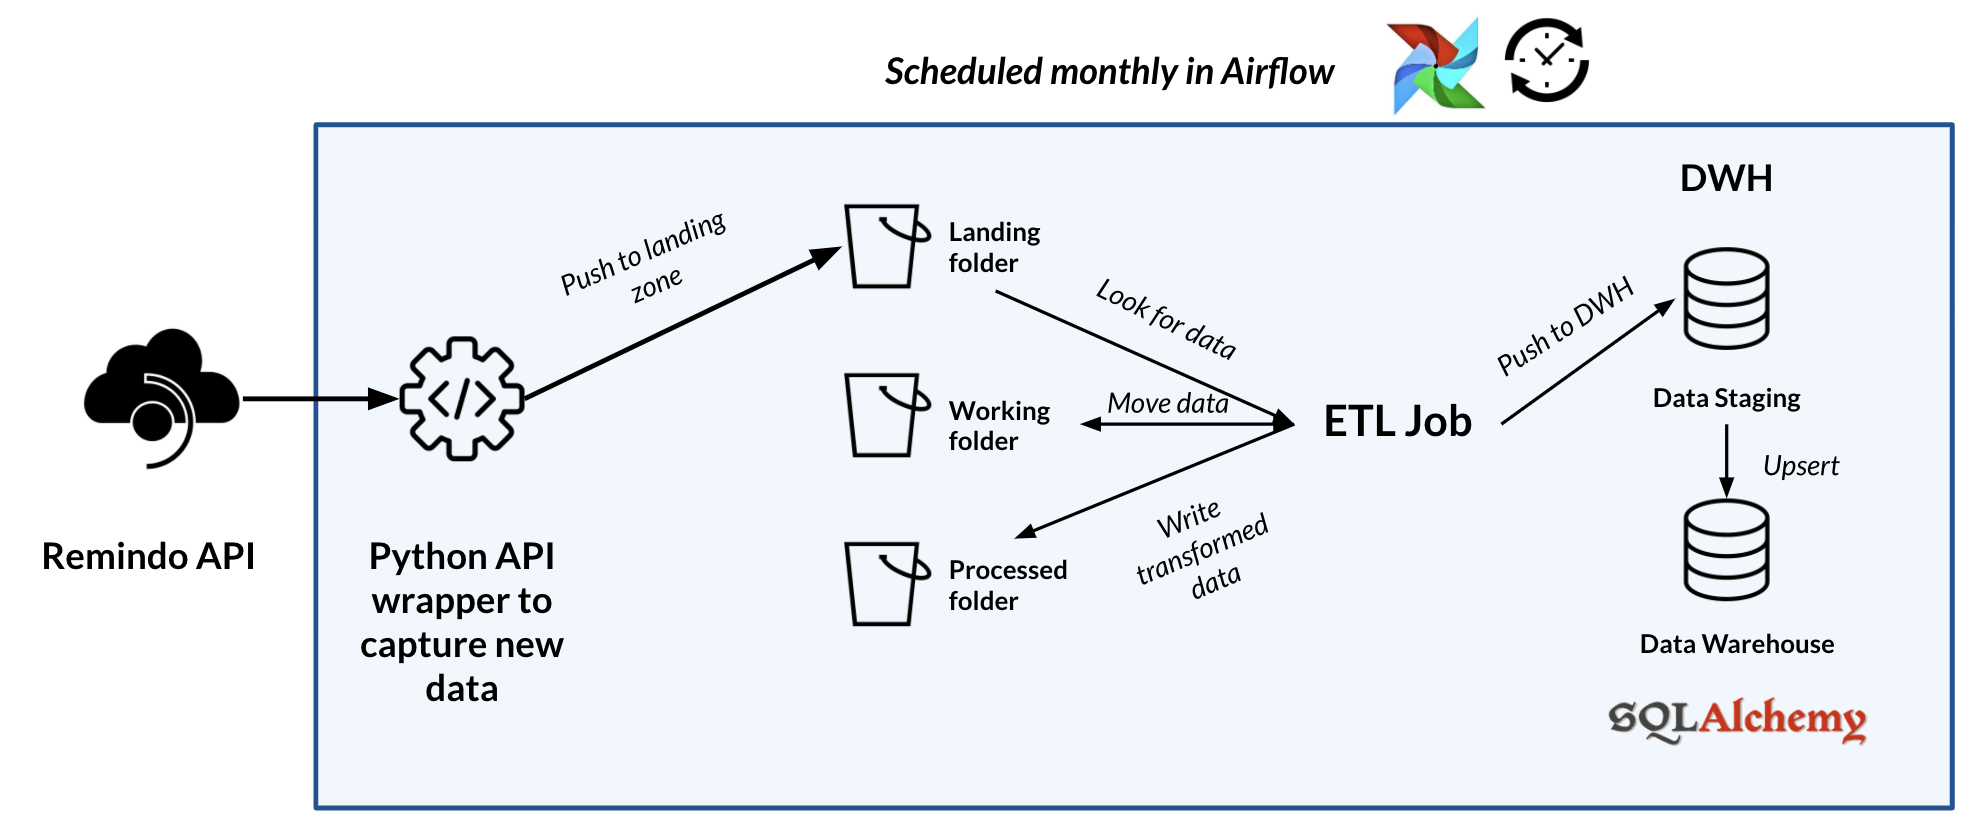 Scheduled monthly in Airflow
DWH
Push to landing
zone
Landing
folder
Look for data
Push to DWH
</>
Working
folder
Move data
ETL Job
Data Staging
Upsert
Remindo API
Python API
wrapper to
capture new
data
Processed
folder
Write
transformed
data
Data Warehouse
SQLAlchemy